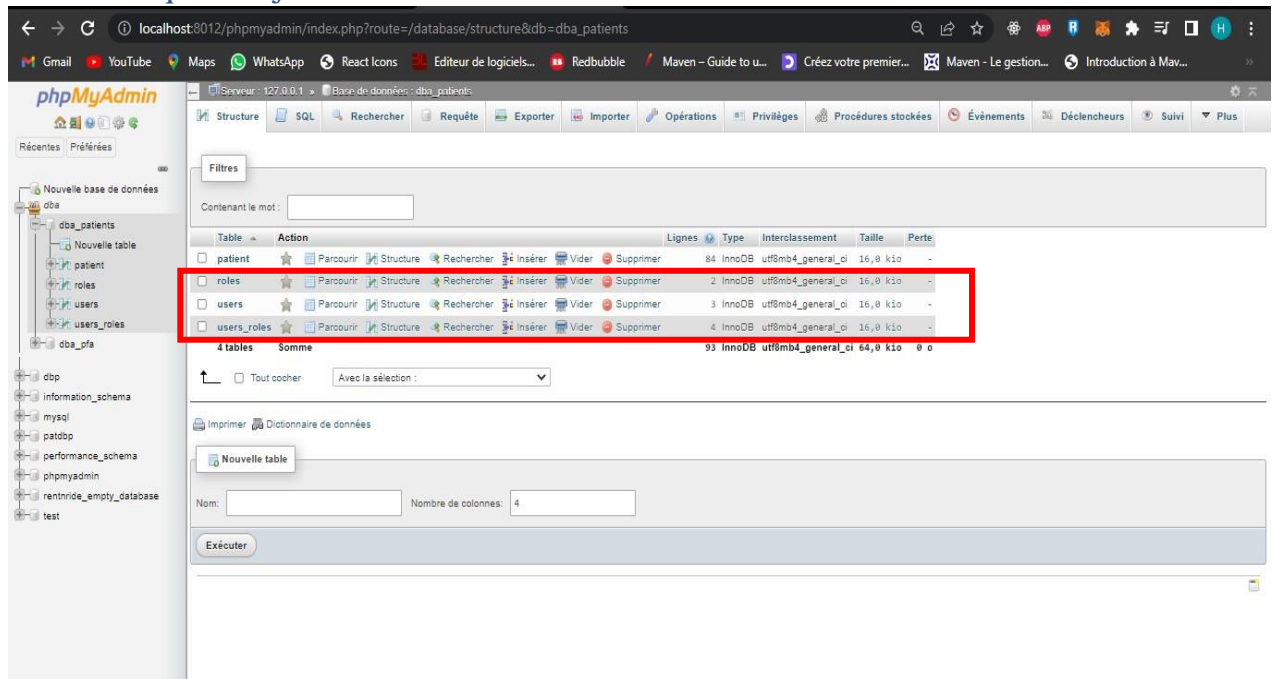 localhost:8012/phpmyadmin/index.php?route=/database/structure&db=dba_patients
ABP
H
Gmail YouTube Maps WhatsApp React Icons Editeur de logiciels... Redbubble Maven – Guide to u... Créez votre premier... Maven - Le gestion... Introduction à Mav... »
phpMyAdmin
Récentes Préférées
Nouvelle base de données
dba
dba_patients
Nouvelle table
patient
roles
users
users_roles
dba_pfa
dbp
information_schema
mysql
patdbp
performance_schema
phpmyadmin
rentnride_empty_database
test
Serveur : 127.0.0.1 » Base de données : dba_patients
Structure SQL Rechercher Requête Exporter Importer Opérations Privilèges Procédures stockées Événements Déclencheurs Suivi Plus
Filtres
Contenant le mot :
Table Action Lignes Type Interclassement Taille Perte
patient Parcourir Structure Rechercher Insérer Vider Supprimer 84 InnoDB utf8mb4_general_ci 16,0 kio -
roles Parcourir Structure Rechercher Insérer Vider Supprimer 2 InnoDB utf8mb4_general_ci 16,0 kio -
users Parcourir Structure Rechercher Insérer Vider Supprimer 3 InnoDB utf8mb4_general_ci 16,0 kio -
users_roles Parcourir Structure Rechercher Insérer Vider Supprimer 4 InnoDB utf8mb4_general_ci 16,0 kio -
4 tables Somme 93 InnoDB utf8mb4_general_ci 64,0 kio 0 o
Tout cocher Avec la sélection :
Imprimer Dictionnaire de données
Nouvelle table
Nom: Nombre de colonnes: 4
Exécuter